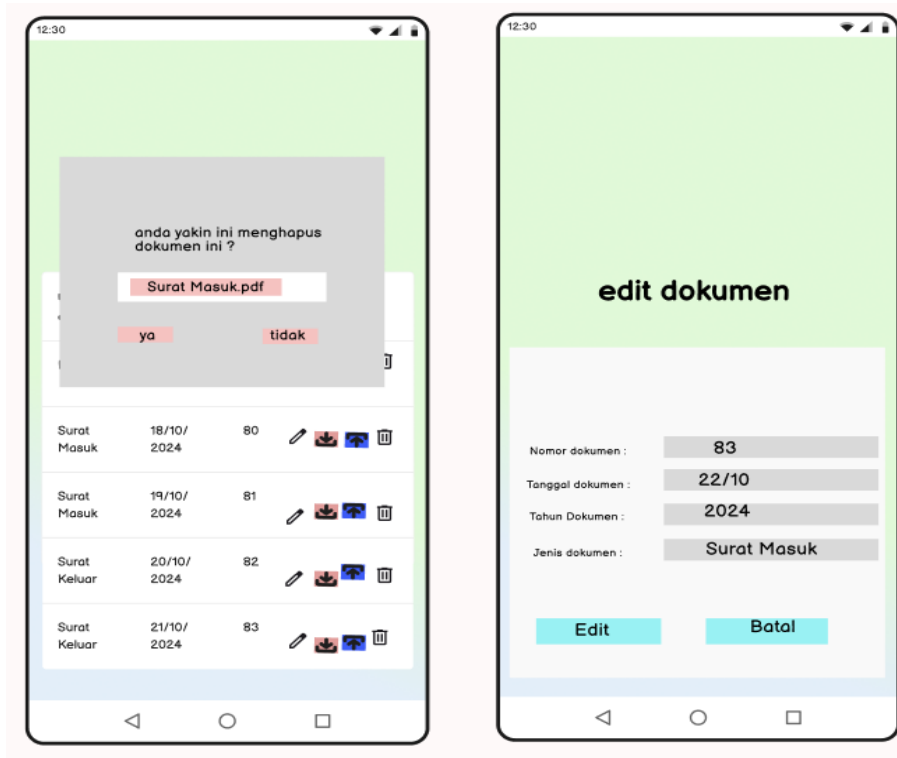 12:30
anda yakin ini menghapus
dokumen ini ?
Surat Masuk.pdf
ya tidak
Surat Masuk 18/10/2024 80
Surat Masuk 19/10/2024 81
Surat Keluar 20/10/2024 82
Surat Keluar 21/10/2024 83
12:30
edit dokumen
Nomor dokumen : 83
Tanggal dokumen : 22/10
Tahun Dokumen : 2024
Jenis dokumen : Surat Masuk
Edit Batal